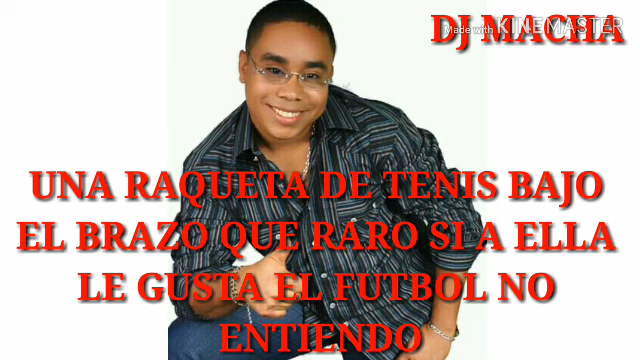 DJ MACHA
Made with KINEMASTER
UNA RAQUETA DE TENIS BAJO
EL BRAZO QUE RARO SI A ELLA
LE GUSTA EL FUTBOL NO
ENTIENDO